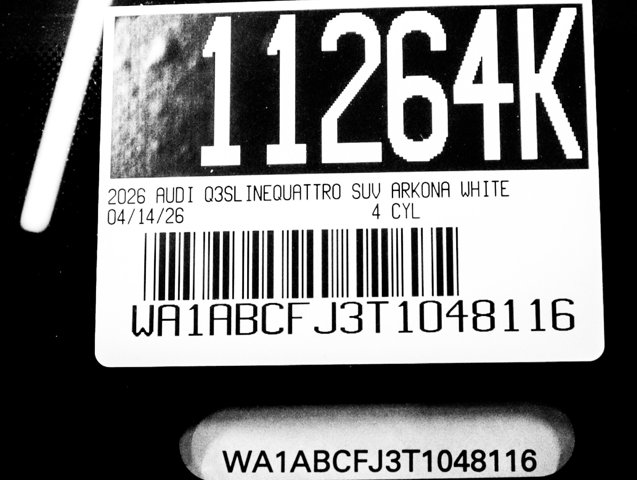 11264K
2026 AUDI Q3SLINEQUATTRO SUV ARKONA WHITE
04/14/26 4 CYL
WA1ABCFJ3T1048116
WA1ABCFJ3T1048116